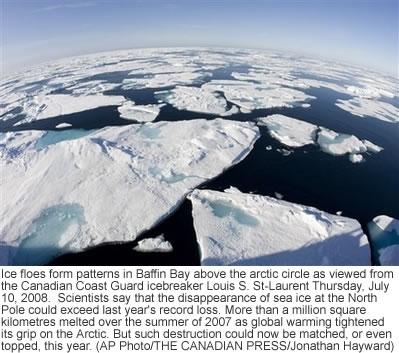 Ice floes form patterns in Baffin Bay above the arctic circle as viewed from
the Canadian Coast Guard icebreaker Louis S. St-Laurent Thursday, July
10, 2008.  Scientists say that the disappearance of sea ice at the North
Pole could exceed last year's record loss. More than a million square
kilometres melted over the summer of 2007 as global warming tightened
its grip on the Arctic. But such destruction could now be matched, or even
topped, this year. (AP Photo/THE CANADIAN PRESS/Jonathan Hayward)